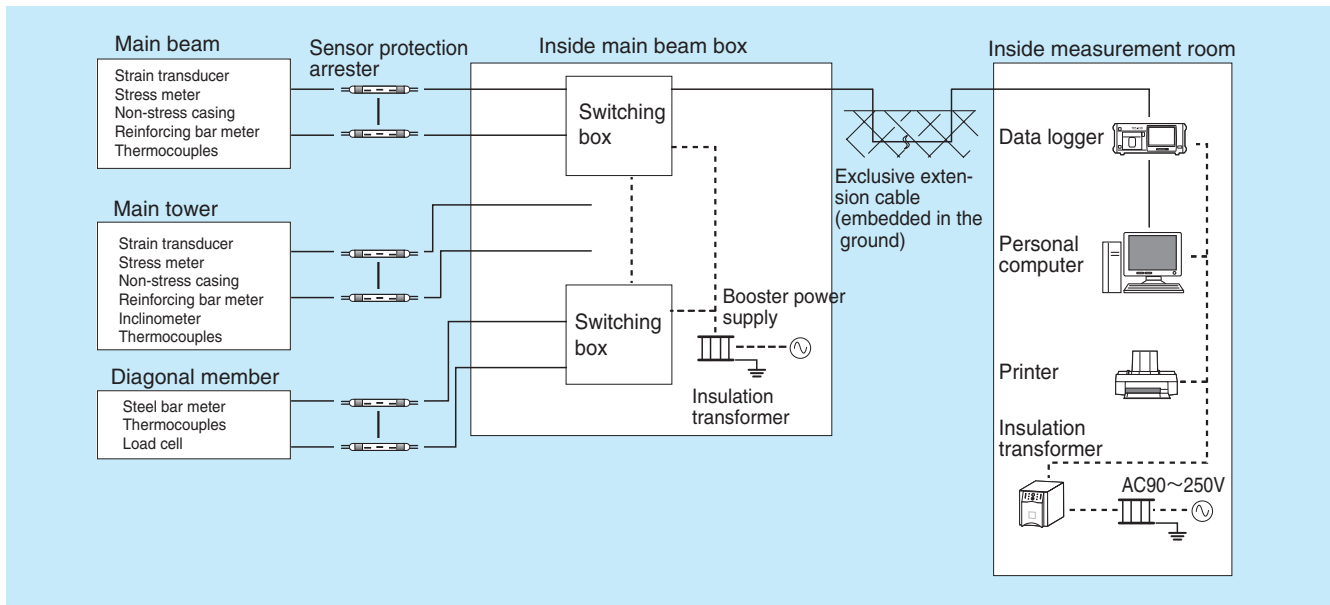 Main beam
Strain transducer
Stress meter
Non-stress casing
Reinforcing bar meter
Thermocouples
Sensor protection
arrester
Main tower
Strain transducer
Stress meter
Non-stress casing
Reinforcing bar meter
Inclinometer
Thermocouples
Diagonal member
Steel bar meter
Thermocouples
Load cell
Inside main beam box
Switching
box
Switching
box
Booster power
supply
Insulation
transformer
Exclusive exten-
sion cable
(embedded in the
ground)
Inside measurement room
Data logger
Personal
computer
Printer
Insulation
transformer
AC90～250V